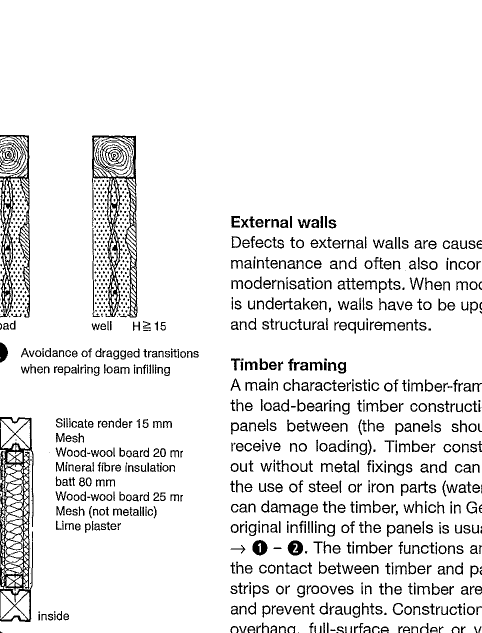 well H≧15
Avoidance of dragged transitions
when repairing loam infilling
Silicate render 15 mm
Mesh
Wood-wool board 20 mr
Mineral fibre insulation
batt 80 mm
Wood-wool board 25 mr
Mesh (not metallic)
Lime plaster
inside
External walls
Defects to external walls are cause
maintenance and often also incor
modernisation attempts. When mod
is undertaken, walls have to be upg
and structural requirements.
Timber framing
A main characteristic of timber-fram
the load-bearing timber constructi
panels between (the panels shou
receive no loading). Timber const
out without metal fixings and can
the use of steel or iron parts (water
can damage the timber, which in Ge
original infilling of the panels is usua
→ ❶ – ❷. The timber functions an
the contact between timber and pa
strips or grooves in the timber are
and prevent draughts. Construction
overhang, full-surface render or v